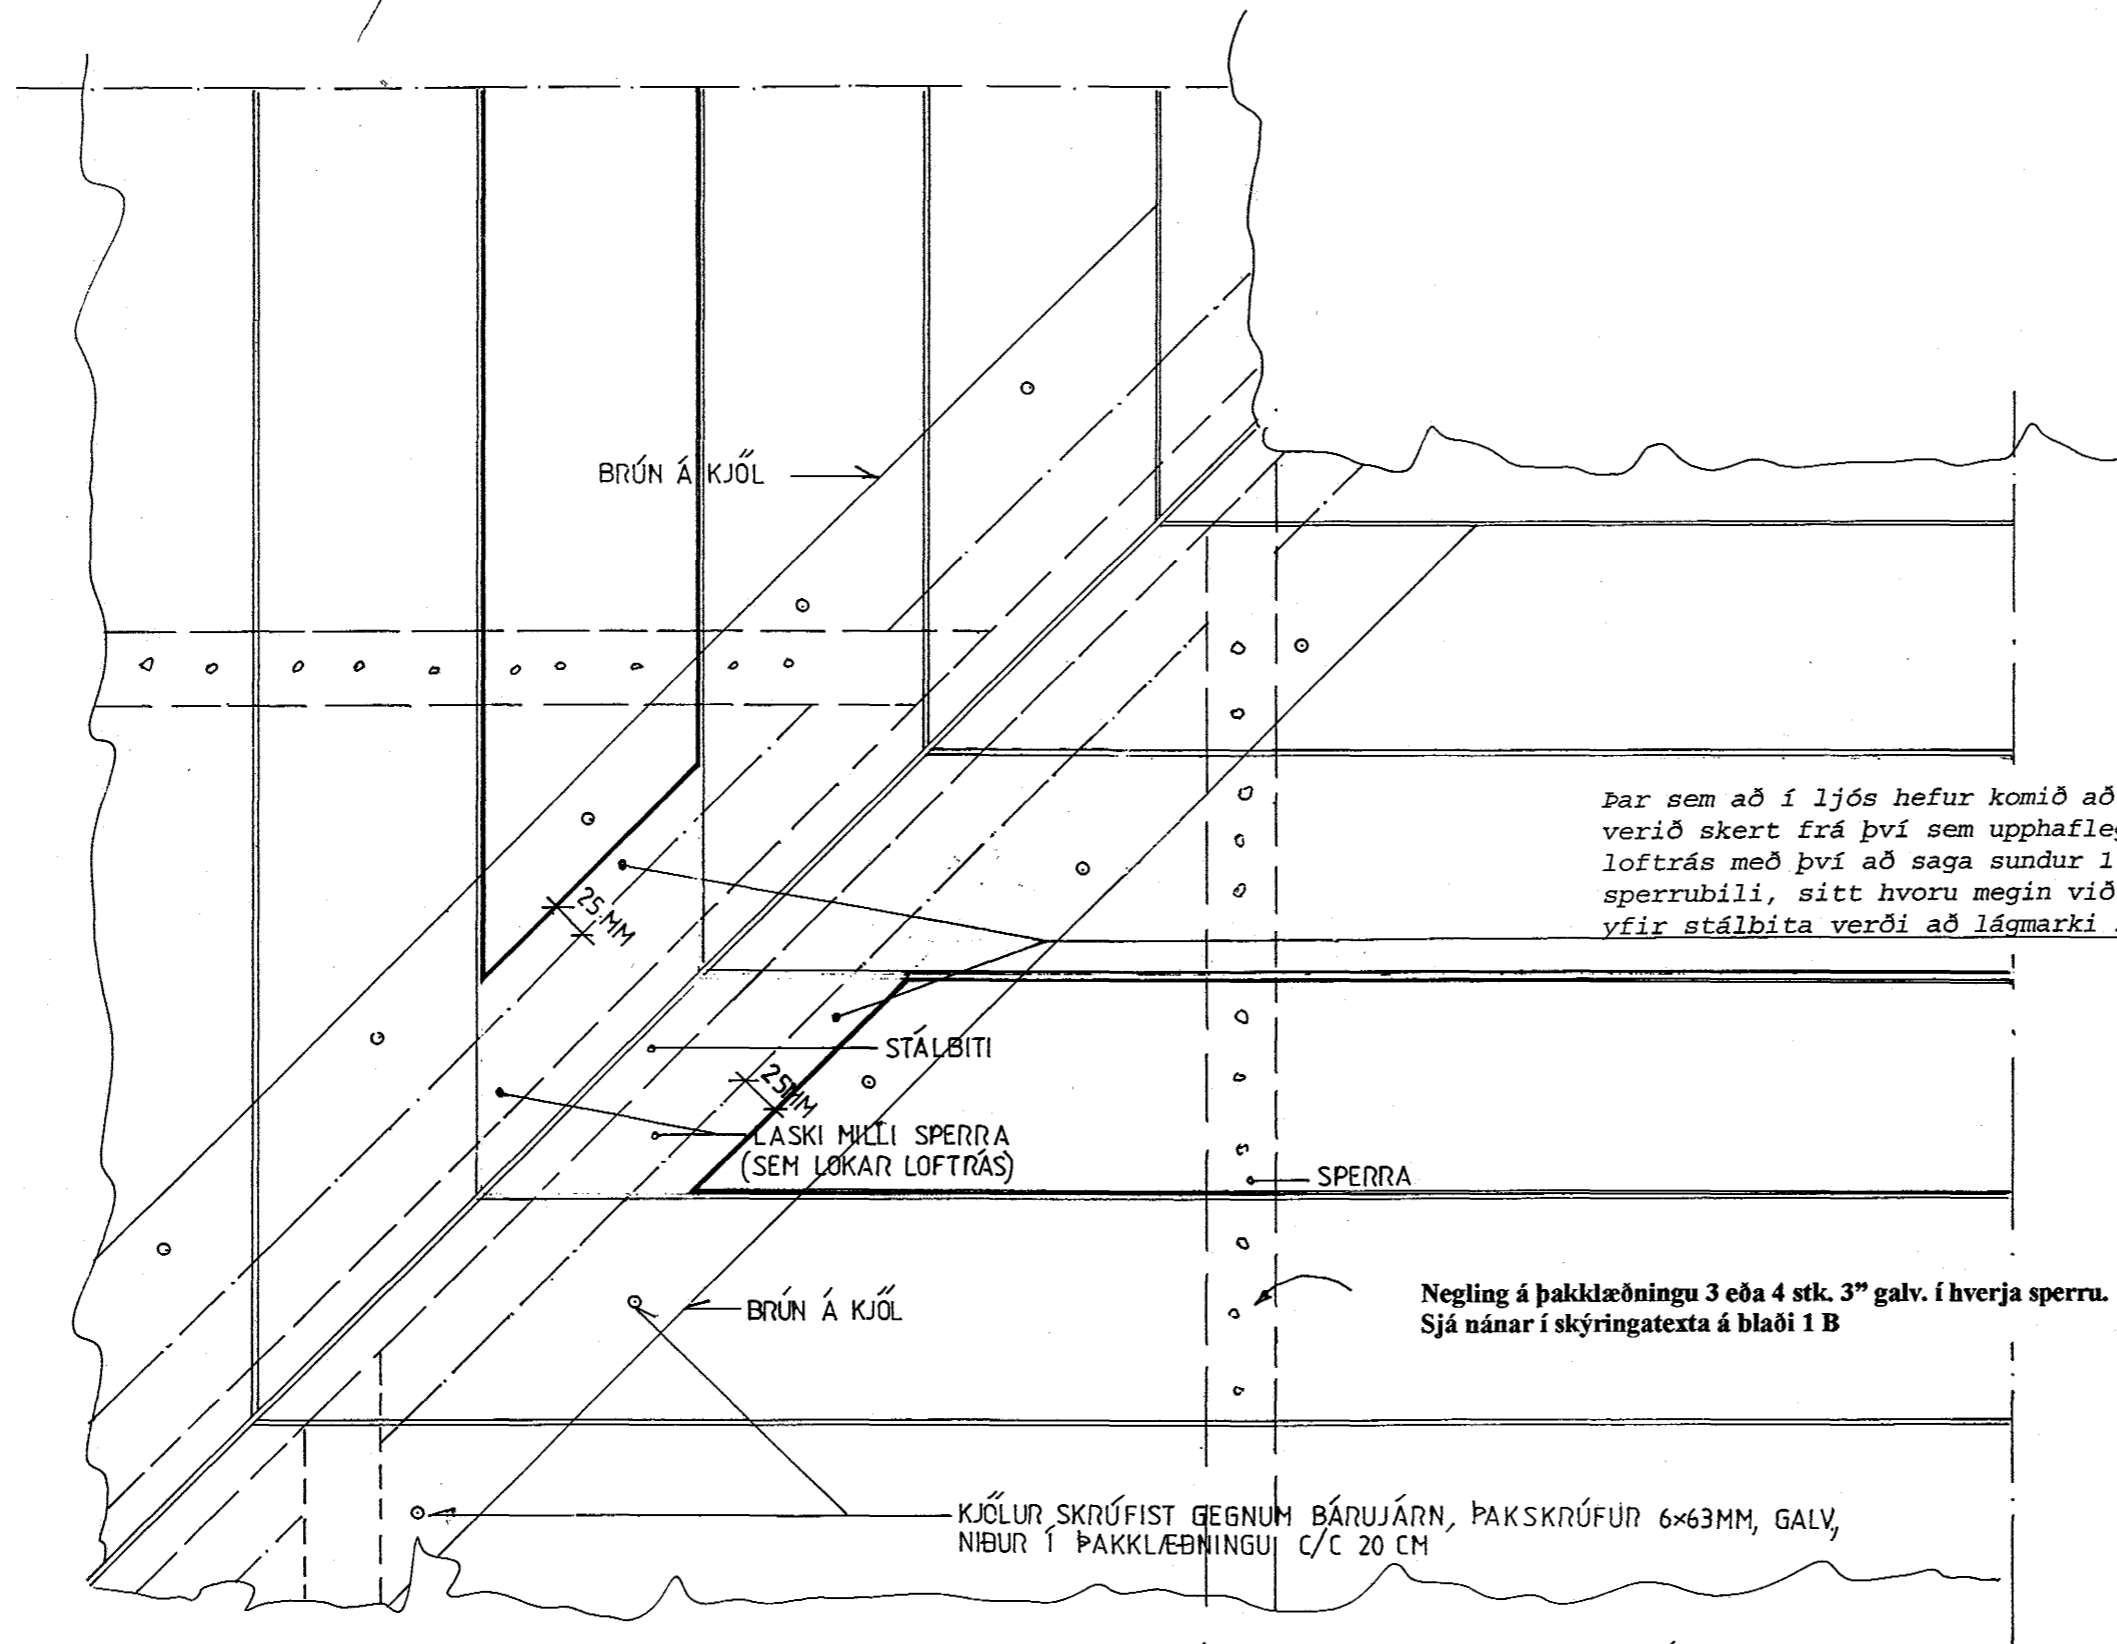 BRÚN Á KJÖL
Þar sem að í ljós hefur komið að
verið skert frá því sem
loftrás með því að saga sundur 1
sperrubili, sitt hvoru megin við
yfir stálbita verði að lágmarki
25 MM
STÁLBITI
25MM
LASKI MILLI SPERRA
(SEM LOKAR LOFTRÁS)
SPERRA
BRÚN Á KJÖL
Negling á þakklæðningu 3 eða 4 stk. 3” galv. í hverja sperru.
Sjá nánar í skýringatexta á blaði 1 B
KJÖLUR SKRÚFIST GEGNUM BÁRUJÁRN, ÞAKSKRÚFUR 6×63MM, GALV,
NIÐUR Í ÞAKKLÆÐNINGU C/C 20 CM